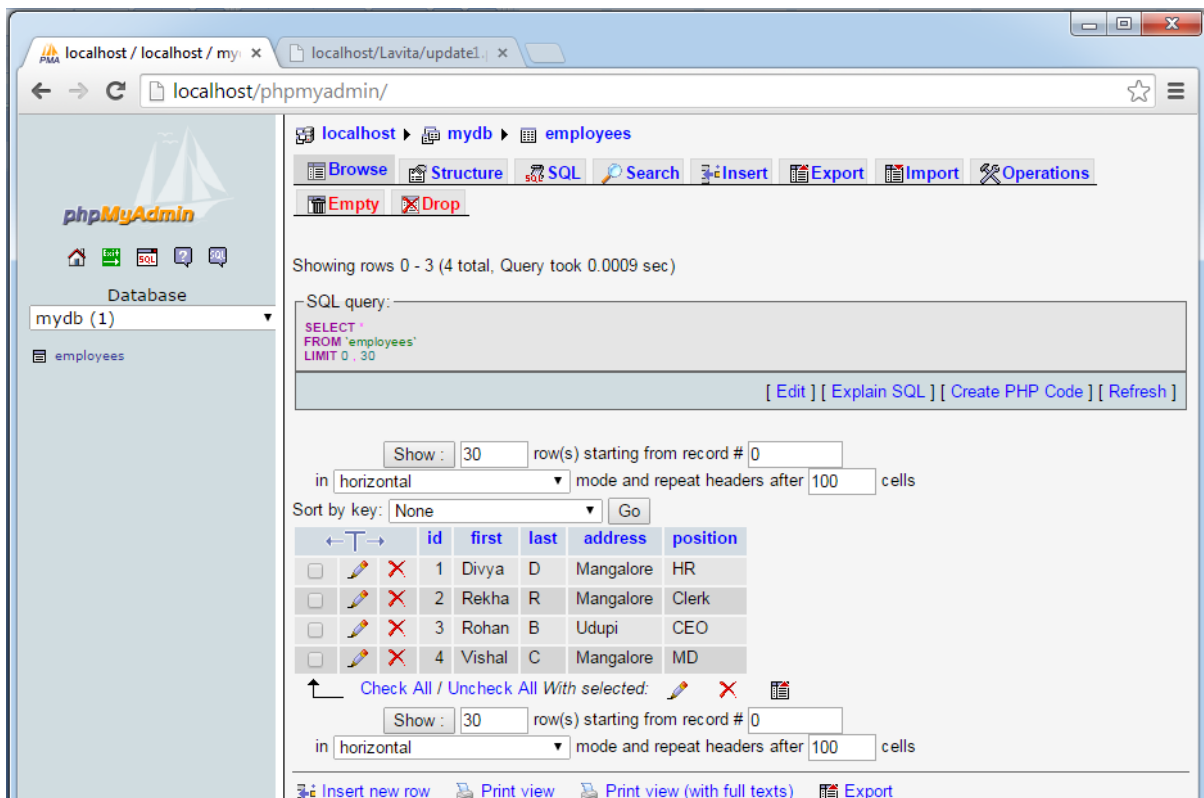 localhost / localhost / my
localhost/Lavita/update1.
localhost/phpmyadmin/
phpMyAdmin
Database
mydb (1)
employees
localhost mydb employees
Browse Structure SQL Search Insert Export Import Operations
Empty Drop
Showing rows 0 - 3 (4 total, Query took 0.0009 sec)
SQL query:
SELECT *
FROM `employees`
LIMIT 0 , 30
[ Edit ] [ Explain SQL ] [ Create PHP Code ] [ Refresh ]
Show : 30 row(s) starting from record # 0
in horizontal mode and repeat headers after 100 cells
Sort by key: None Go
←T→ id first last address position
1 Divya D Mangalore HR
2 Rekha R Mangalore Clerk
3 Rohan B Udupi CEO
4 Vishal C Mangalore MD
Check All / Uncheck All With selected:
Show : 30 row(s) starting from record # 0
in horizontal mode and repeat headers after 100 cells
Insert new row Print view Print view (with full texts) Export